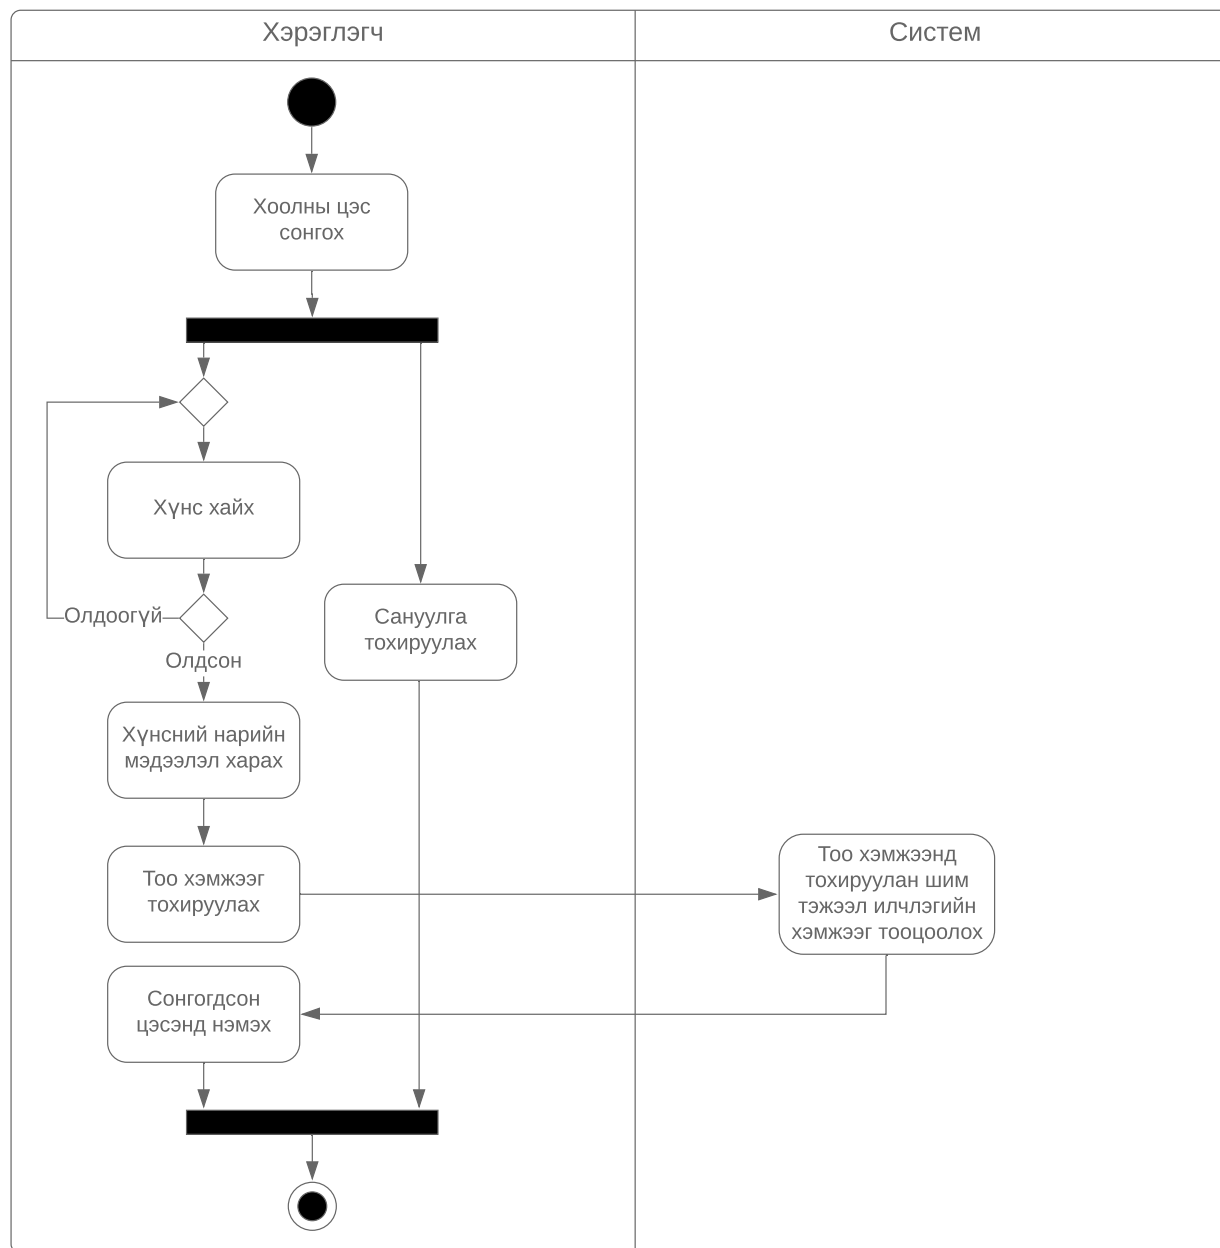 Хэрэглэгч
Систем
Хоолны цэс
сонгох
Хүнс хайх
Олдоогүй
Олдсон
Сануулга
тохируулах
Хүнсний нарийн
мэдээлэл харах
Тоо хэмжээг
тохируулах
Тоо хэмжээнд
тохируулан шим
тэжээл илчлэгийн
хэмжээг тооцоолох
Сонгогдсон
цэсэнд нэмэх